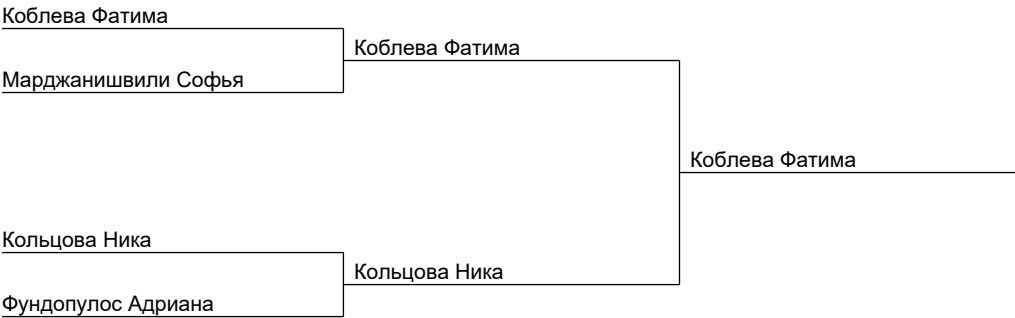 Коблева Фатима
Коблева Фатима
Марджанишвили Софья
Коблева Фатима
Кольцова Ника
Кольцова Ника
Фундопулос Адриана